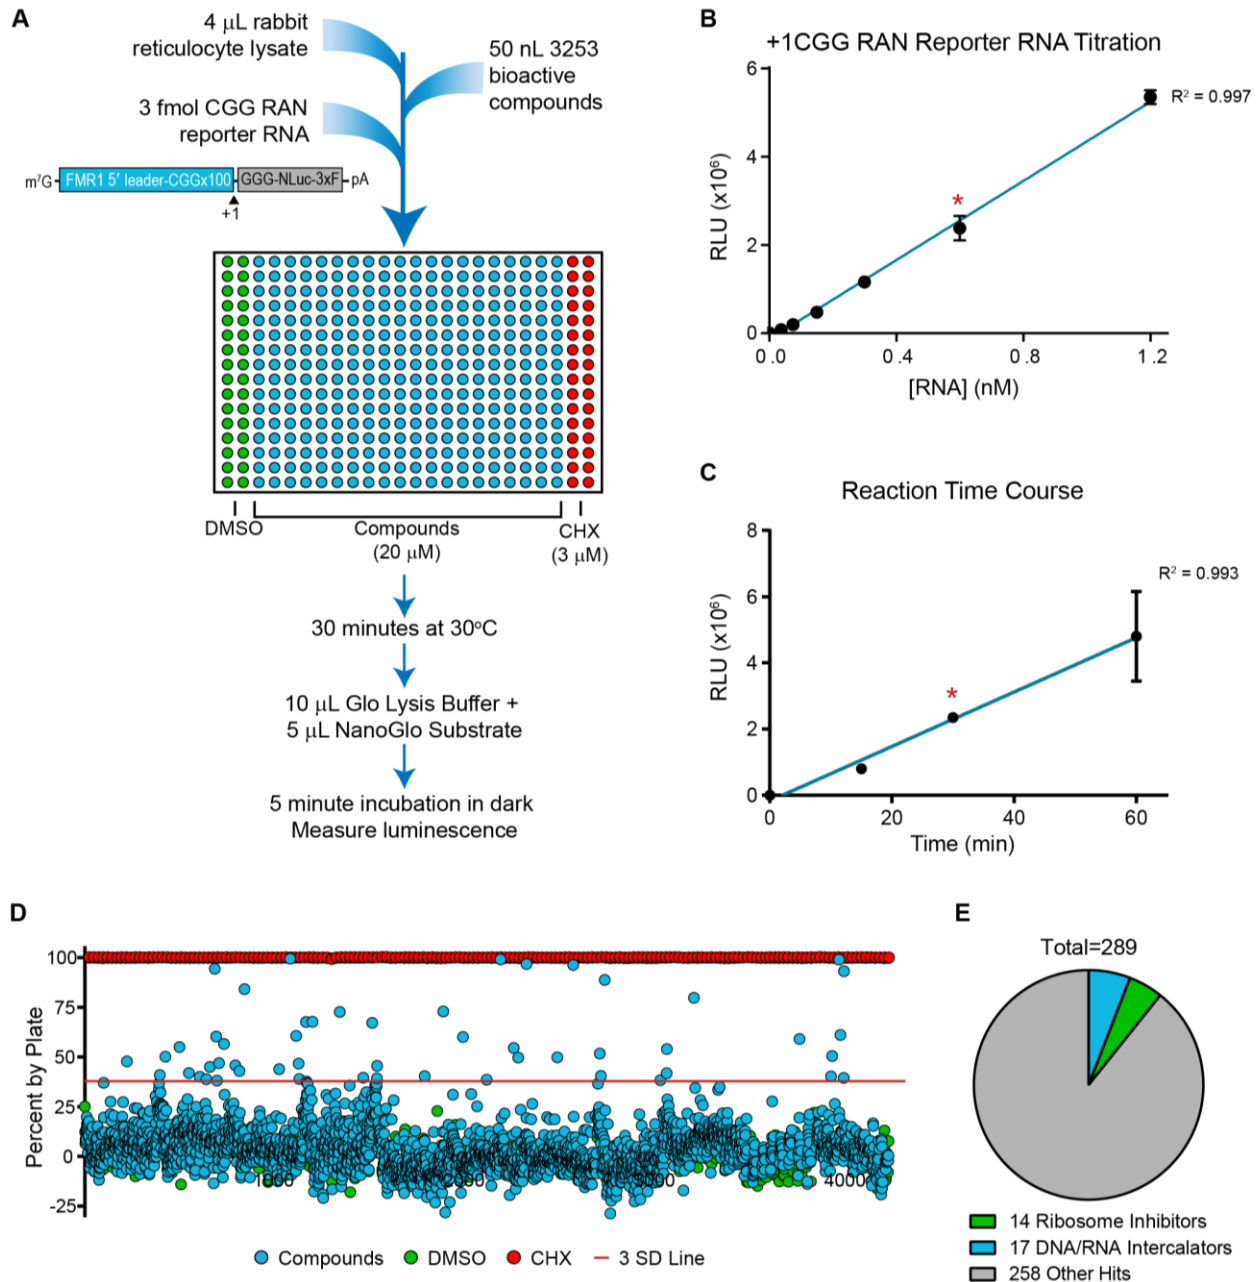 A
4 μL rabbit
reticulocyte lysate
50 nL 3253
bioactive
compounds
3 fmol CGG RAN
reporter RNA
m⁷G
FMR1 5′ leader-CGGx100
GGG-NLuc-3xF
pA
+1
DMSO
Compounds
(20 μM)
CHX
(3 μM)
30 minutes at 30°C
10 μL Glo Lysis Buffer +
5 μL NanoGlo Substrate
5 minute incubation in dark
Measure luminescence
B
+1CGG RAN Reporter RNA Titration
R² = 0.997
RLU (x10⁶)
6
4
2
0
*
0.0
0.4
0.8
1.2
[RNA] (nM)
C
Reaction Time Course
R² = 0.993
RLU (x10⁶)
8
6
4
2
0
*
0
20
40
60
Time (min)
D
Percent by Plate
100
75
50
25
0
-25
4000
Compounds
DMSO
CHX
3 SD Line
E
Total=289
14 Ribosome Inhibitors
17 DNA/RNA Intercalators
258 Other Hits